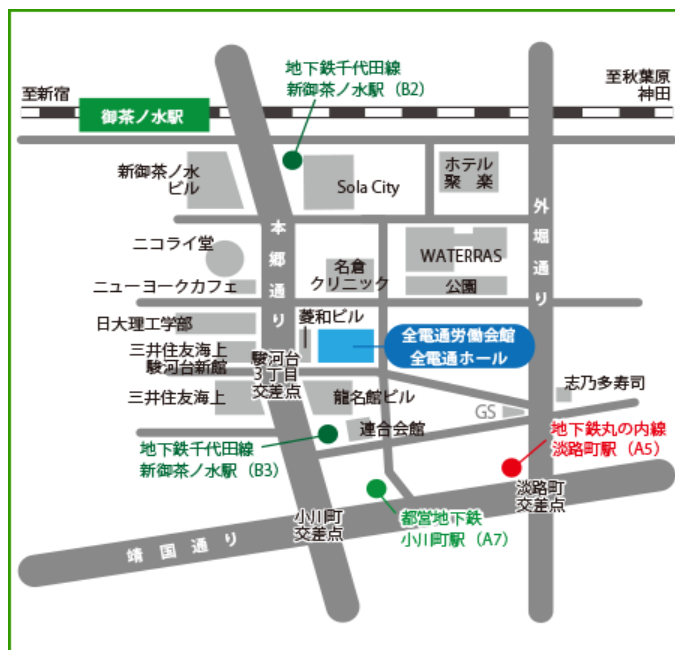 地下鉄千代田線
新御茶ノ水駅（B2）
至新宿
至秋葉原
神田
御茶ノ水駅
新御茶ノ水
ビル
Sola City
ホテル
聚楽
本郷通り
外堀通り
ニコライ堂
名倉
クリニック
WATERRAS
ニューヨークカフェ
公園
日大理工学部
菱和ビル
全電通労働会館
全電通ホール
三井住友海上
駿河台新館
駿河台
3丁目
交差点
三井住友海上
龍名館ビル
志乃多寿司
GS
連合会館
地下鉄千代田線
新御茶ノ水駅（B3）
地下鉄丸の内線
淡路町駅（A5）
淡路町
交差点
小川町
交差点
都営地下鉄
小川町駅（A7）
靖国通り